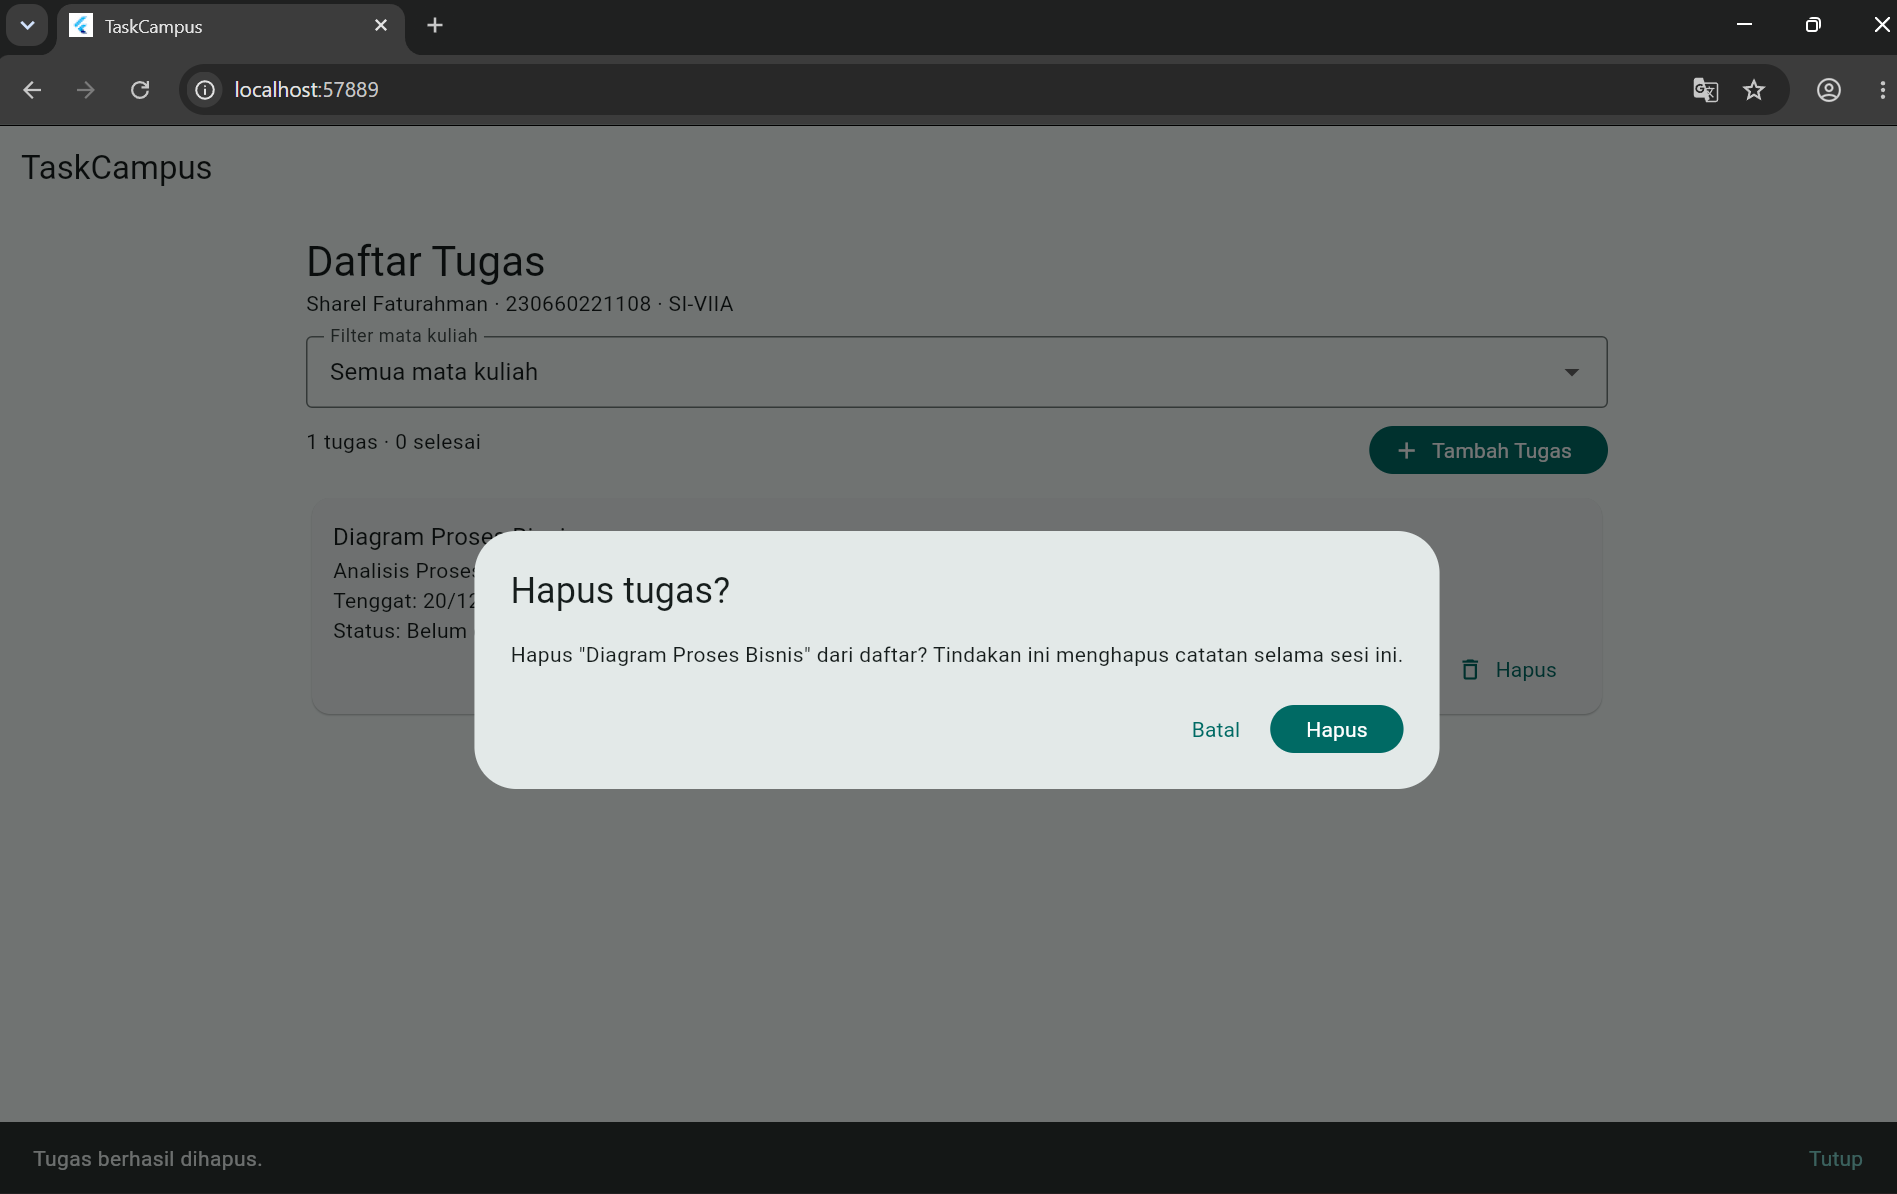 TaskCampus
localhost:57889
TaskCampus
Daftar Tugas
Sharel Faturahman · 230660221108 · SI-VIIA
Filter mata kuliah
Semua mata kuliah
1 tugas · 0 selesai
Tambah Tugas
Diagram
Analisis
Tenggat: 20/12
Status: Belum
Hapus
Hapus tugas?
Hapus "Diagram Proses Bisnis" dari daftar? Tindakan ini menghapus catatan selama sesi ini.
Batal
Hapus
Tugas berhasil dihapus.
Tutup